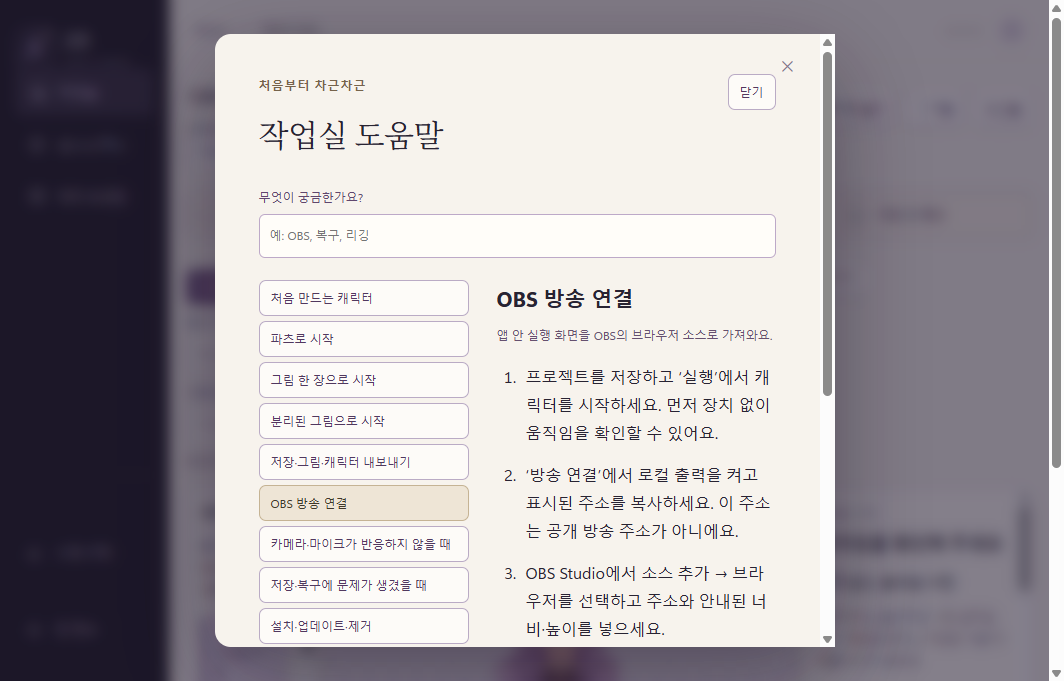 처음부터 차근차근
닫기
작업실 도움말
무엇이 궁금한가요?
예: OBS, 복구, 리깅
처음 만드는 캐릭터
파츠로 시작
그림 한 장으로 시작
분리된 그림으로 시작
저장·그림·캐릭터 내보내기
OBS 방송 연결
카메라·마이크가 반응하지 않을 때
저장·복구에 문제가 생겼을 때
설치·업데이트·제거
OBS 방송 연결
앱 안 실행 화면을 OBS의 브라우저 소스로 가져와요.
1. 프로젝트를 저장하고 ‘실행’에서 캐
릭터를 시작하세요. 먼저 장치 없이
움직임을 확인할 수 있어요.
2. ‘방송 연결’에서 로컬 출력을 켜고
표시된 주소를 복사하세요. 이 주소
는 공개 방송 주소가 아니에요.
3. OBS Studio에서 소스 추가 → 브라
우저를 선택하고 주소와 안내된 너
비·높이를 넣으세요.